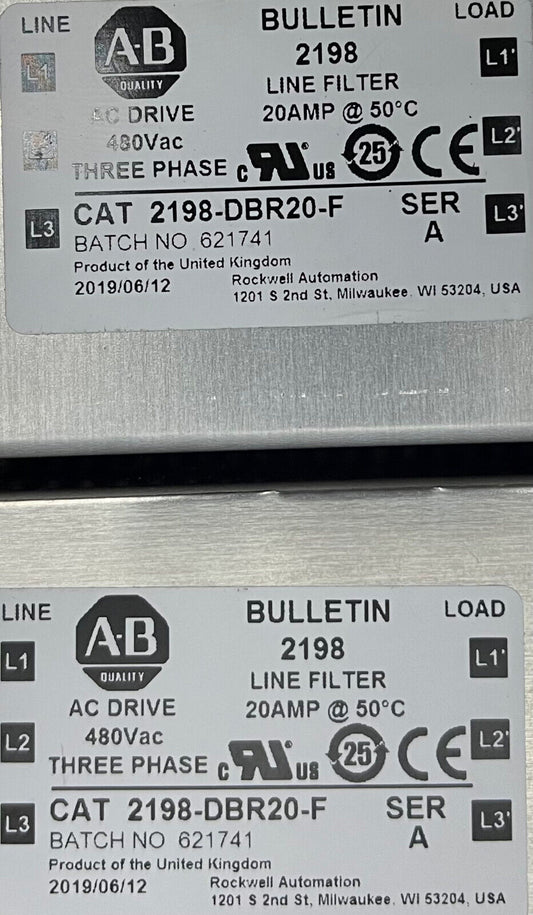 LINE A-B BULLETIN LOAD
L1 QUALITY 2198 L1'
LINE FILTER
AC DRIVE 20AMP @ 50°C
480Vac L2'
THREE PHASE c RU US 25 CE
L3 CAT 2198-DBR20-F SER L3'
BATCH NO 621741 A
Product of the United Kingdom
2019/06/12 Rockwell Automation
1201 S 2nd St, Milwaukee, WI 53204, USA
LINE A-B BULLETIN LOAD
L1 QUALITY 2198 L1'
LINE FILTER
AC DRIVE 20AMP @ 50°C
L2 480Vac L2'
THREE PHASE c RU US 25 CE
L3 CAT 2198-DBR20-F SER L3'
BATCH NO 621741 A
Product of the United Kingdom
2019/06/12 Rockwell Automation
1201 S 2nd St, Milwaukee, WI 53204, USA